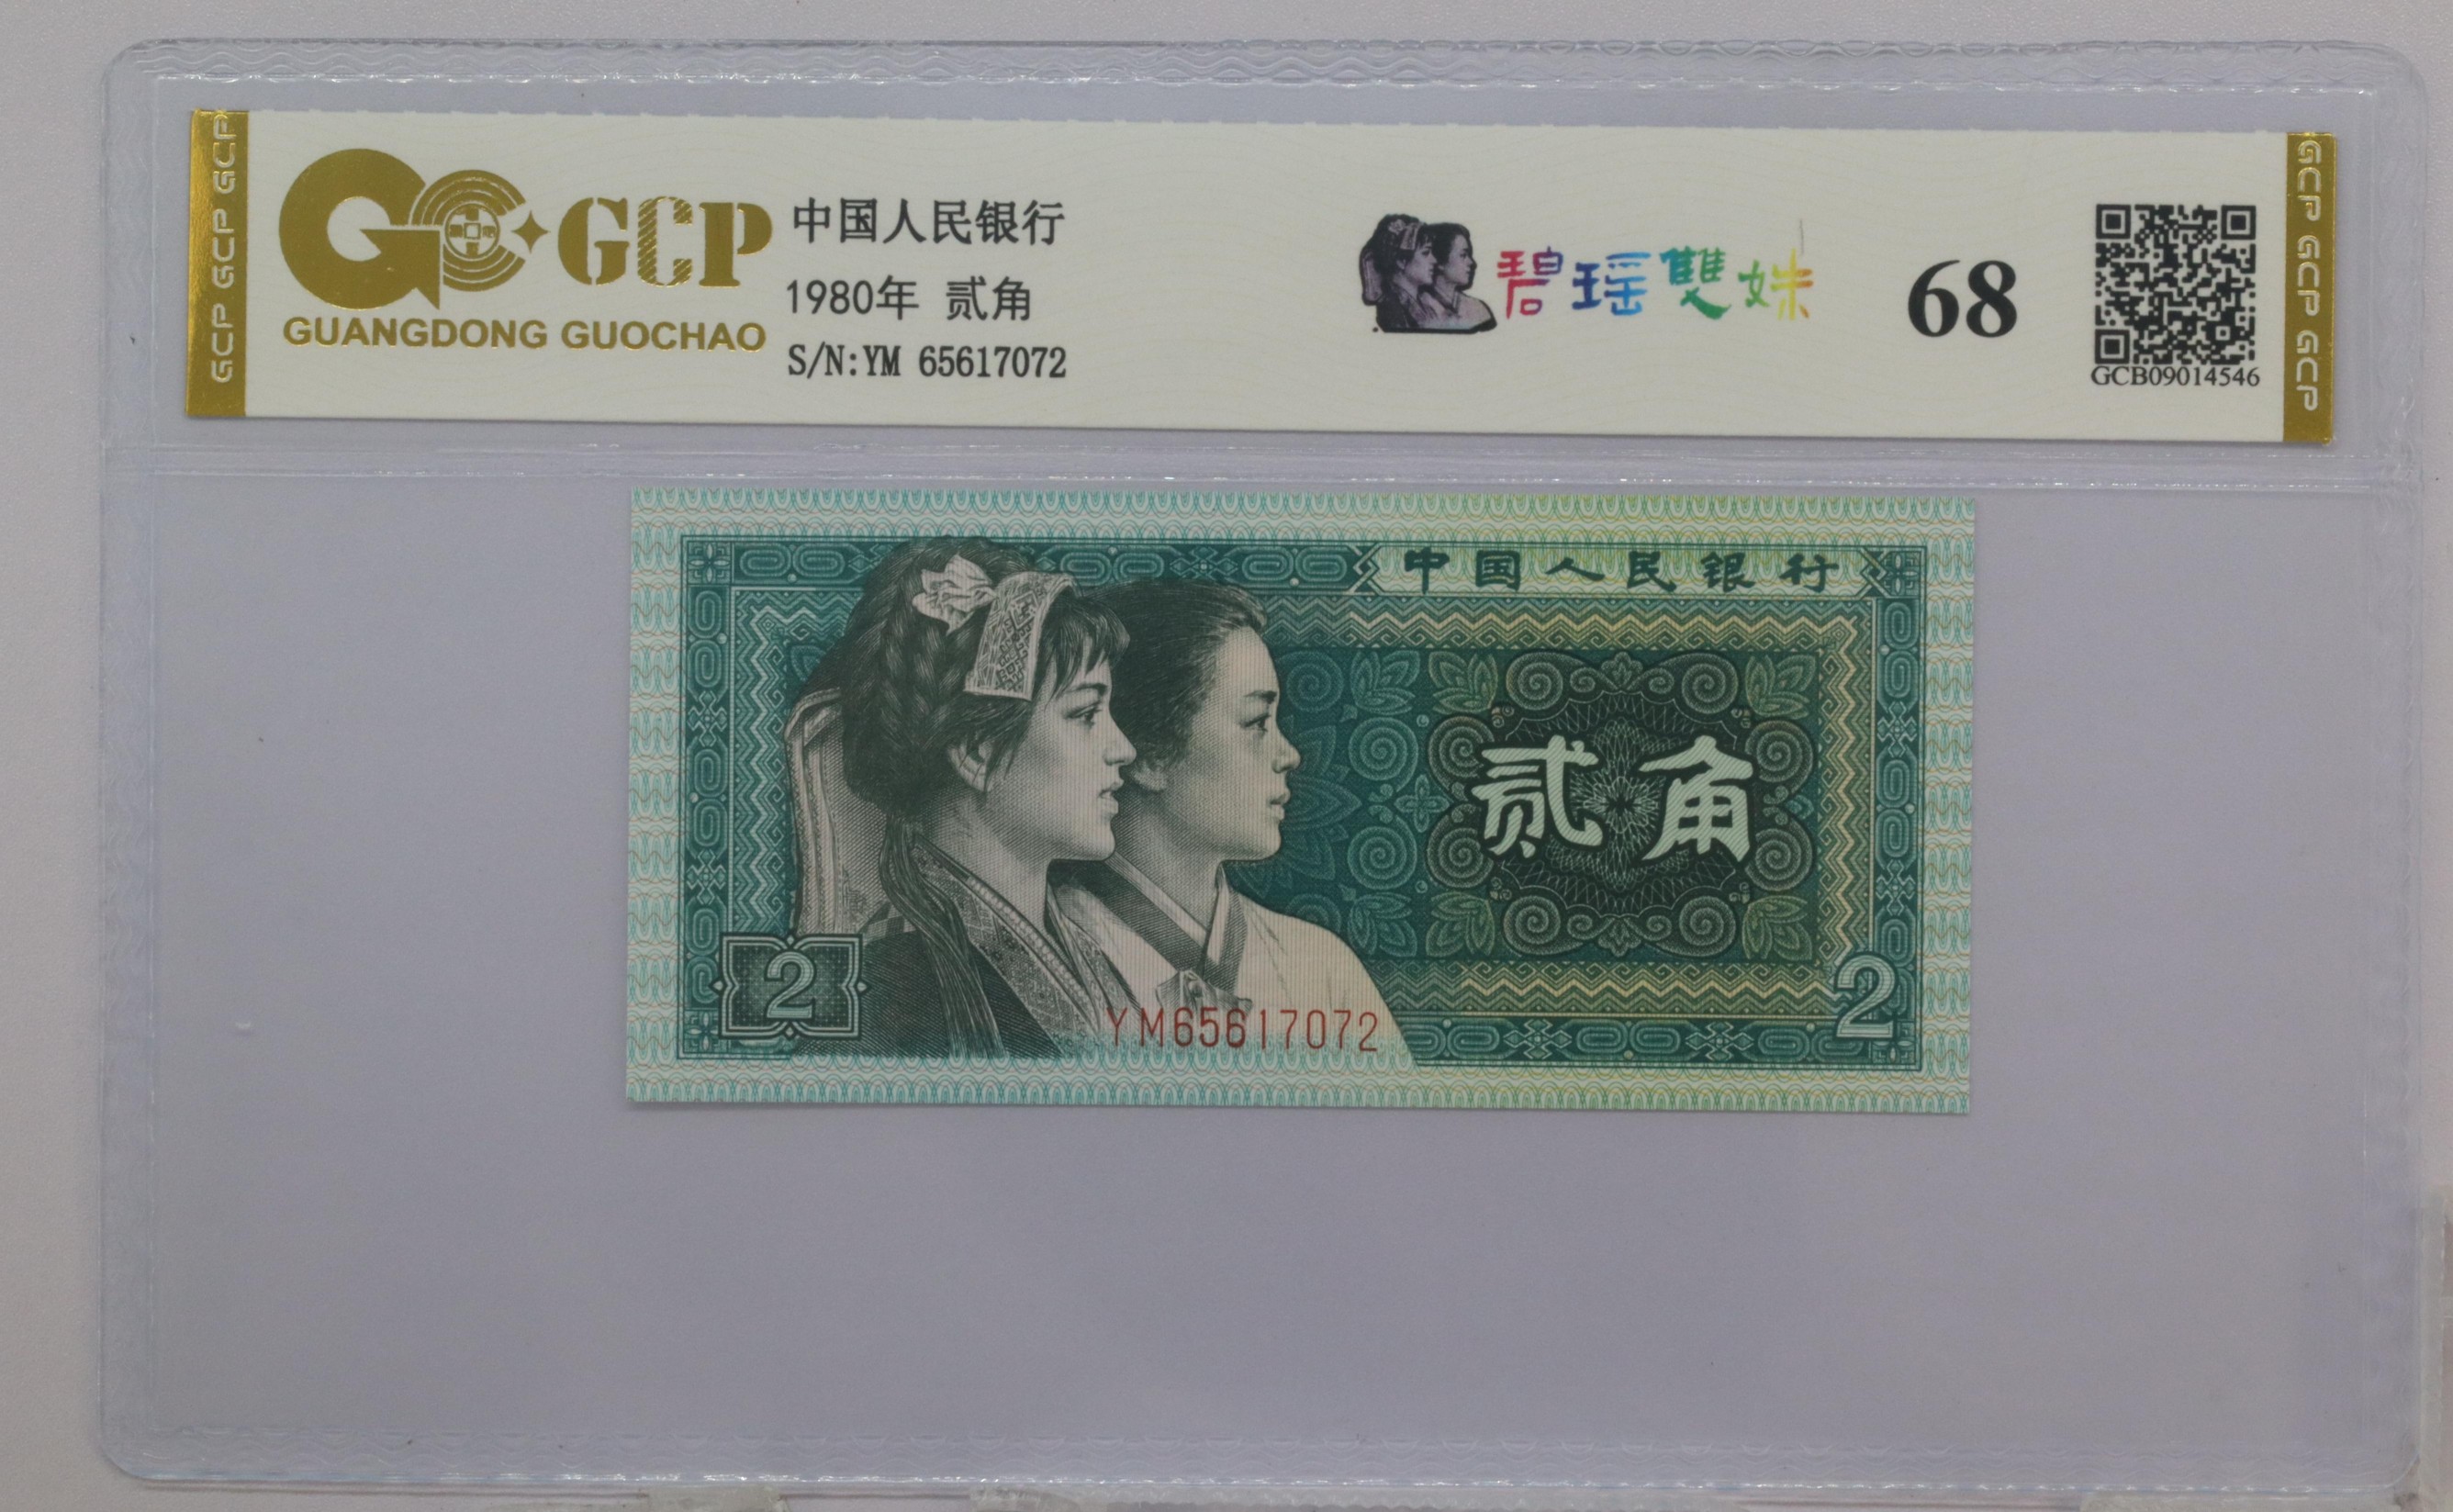 GCP GCP GCP
GCP
GUANGDONG GUOCHAO
中国人民银行
1980年 贰角
S/N:YM 65617072
碧瑶雙姝
68
GCB09014546
GCP GCP GCP
中国人民银行
贰角
2
YM65617072
2